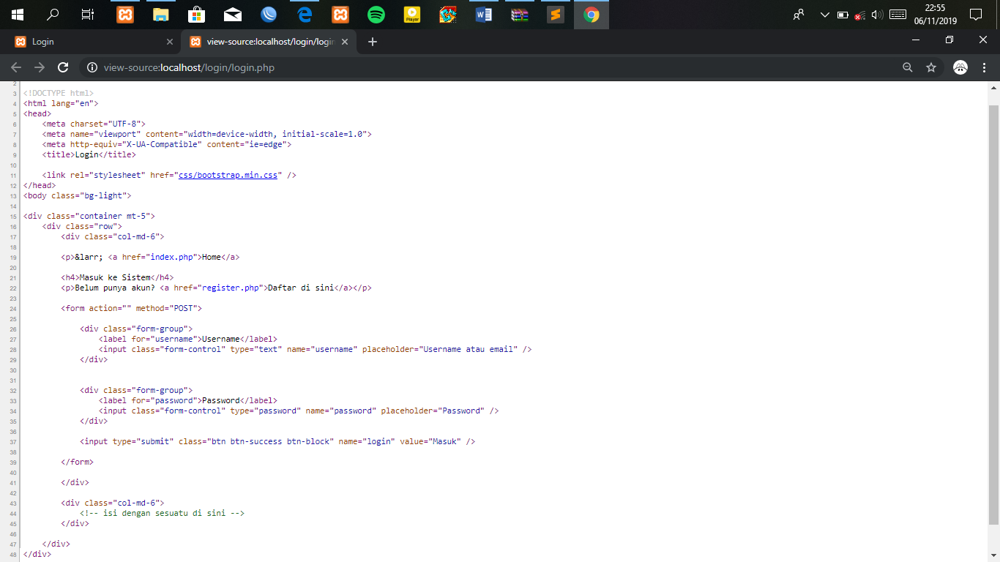 22:55
06/11/2019
Login
view-source:localhost/login/login
view-source:localhost/login/login.php
2
3 <!DOCTYPE html>
4 <html lang="en">
5 <head>
6 <meta charset="UTF-8">
7 <meta name="viewport" content="width=device-width, initial-scale=1.0">
8 <meta http-equiv="X-UA-Compatible" content="ie=edge">
9 <title>Login</title>
10
11 <link rel="stylesheet" href="css/bootstrap.min.css" />
12 </head>
13 <body class="bg-light">
14
15 <div class="container mt-5">
16 <div class="row">
17 <div class="col-md-6">
18
19 <p>&larr; <a href="index.php">Home</a>
20
21 <h4>Masuk ke Sistem</h4>
22 <p>Belum punya akun? <a href="register.php">Daftar di sini</a></p>
23
24 <form action="" method="POST">
25
26 <div class="form-group">
27 <label for="username">Username</label>
28 <input class="form-control" type="text" name="username" placeholder="Username atau email" />
29 </div>
30
31
32 <div class="form-group">
33 <label for="password">Password</label>
34 <input class="form-control" type="password" name="password" placeholder="Password" />
35 </div>
36
37 <input type="submit" class="btn btn-success btn-block" name="login" value="Masuk" />
38
39 </form>
40
41 </div>
42
43 <div class="col-md-6">
44 <!-- isi dengan sesuatu di sini -->
45 </div>
46
47 </div>
48 </div>